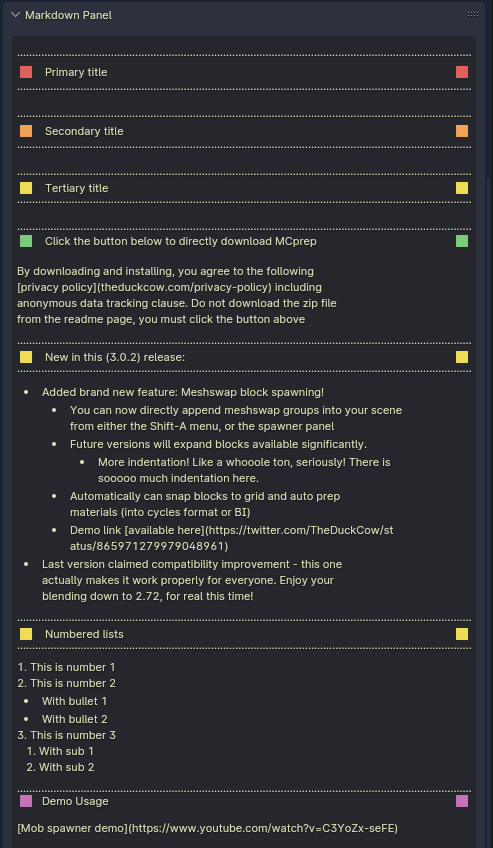 Markdown Panel
Primary title
Secondary title
Tertiary title
Click the button below to directly download MCprep
By downloading and installing, you agree to the following
[privacy policy](theduckcow.com/privacy-policy) including
anonymous data tracking clause. Do not download the zip file
from the readme page, you must click the button above
New in this (3.0.2) release:
• Added brand new feature: Meshswap block spawning!
• You can now directly append meshswap groups into your scene
from either the Shift-A menu, or the spawner panel
• Future versions will expand blocks available significantly.
• More indentation! Like a whooole ton, seriously! There is
sooooo much indentation here.
• Automatically can snap blocks to grid and auto prep
materials (into cycles format or BI)
• Demo link [available here](https://twitter.com/TheDuckCow/st
atus/865971279979048961)
• Last version claimed compatibility improvement - this one
actually makes it work properly for everyone. Enjoy your
blending down to 2.72, for real this time!
Numbered lists
1. This is number 1
2. This is number 2
• With bullet 1
• With bullet 2
3. This is number 3
1. With sub 1
2. With sub 2
Demo Usage
[Mob spawner demo](https://www.youtube.com/watch?v=C3YoZx-seFE)